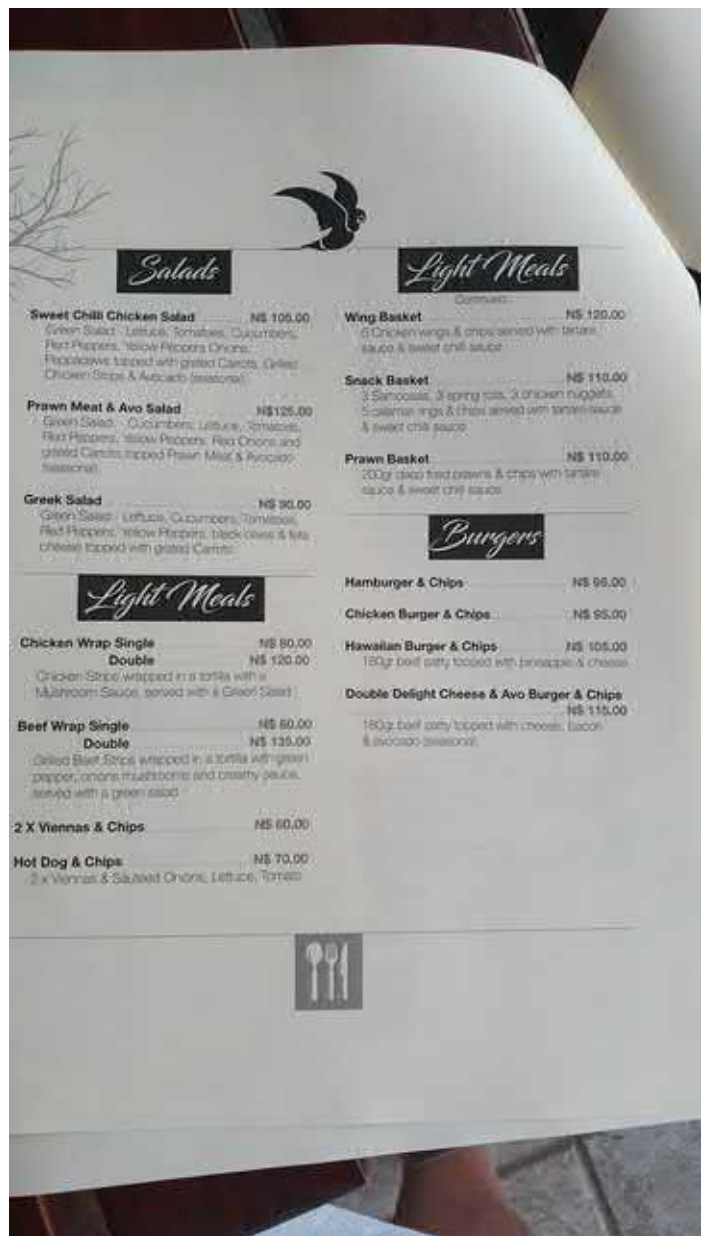 Salads
Sweet Chilli Chicken Salad N$ 105.00
Green Salad - Lettuce, Tomatoes, Cucumbers,
Red Peppers, Yellow Peppers Onions,
Peppadews topped with grated Carrots, Grilled
Chicken Strips & Avocado (seasonal)
Prawn Meat & Avo Salad N$125.00
Green Salad - Cucumbers, Lettuce, Tomatoes,
Red Peppers, Yellow Peppers, Red Onions and
grated Carrots topped Prawn Meat & Avocado
(seasonal)
Greek Salad N$ 90.00
Green Salad - Lettuce, Cucumbers, Tomatoes,
Red Peppers, Yellow Peppers, black olives & feta
cheese topped with grated Carrots
Light Meals
Chicken Wrap Single N$ 80.00
Double N$ 120.00
Chicken Strips wrapped in a tortilla with a
Mushroom Sauce, served with a Green Salad
Beef Wrap Single N$ 60.00
Double N$ 135.00
Grilled Beef Strips wrapped in a tortilla with green
pepper, onions mushrooms and creamy sauce,
served with a green salad
2 X Viennas & Chips N$ 60.00
Hot Dog & Chips N$ 70.00
2 x Viennas & Sauteed Onions, Lettuce, Tomato
Light Meals
Continued...
Wing Basket N$ 120.00
6 Chicken wings & chips served with tartare
sauce & sweet chilli sauce
Snack Basket N$ 110.00
3 Samoosas, 3 spring rolls, 3 chicken nuggets,
5 calamari rings & chips served with tartare sauce
& sweet chilli sauce
Prawn Basket N$ 110.00
200gr deep fried prawns & chips with tartare
sauce & sweet chilli sauce
Burgers
Hamburger & Chips N$ 95.00
Chicken Burger & Chips N$ 95.00
Hawaiian Burger & Chips N$ 105.00
180gr beef patty topped with pineapple & cheese
Double Delight Cheese & Avo Burger & Chips
N$ 115.00
180gr beef patty topped with cheese, bacon
& avocado (seasonal)